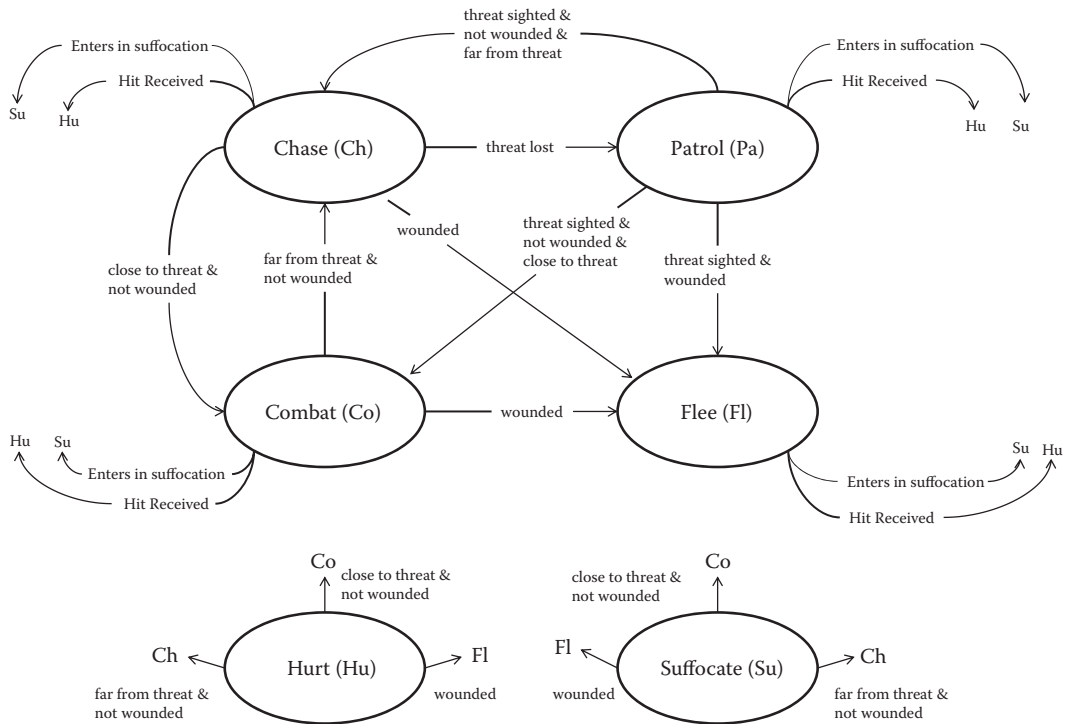 threat sighted &
not wounded &
far from threat
Enters in suffocation
Hit Received
Su
Hu
Enters in suffocation
Hit Received
Hu
Su
Chase (Ch)
threat lost
Patrol (Pa)
wounded
threat sighted &
not wounded &
close to threat
threat sighted &
wounded
close to threat &
not wounded
far from threat &
not wounded
Combat (Co)
wounded
Flee (Fl)
Hu
Su
Enters in suffocation
Hit Received
Su
Hu
Enters in suffocation
Hit Received
Co
close to threat &
not wounded
Ch
Hurt (Hu)
Fl
far from threat &
not wounded
wounded
Co
close to threat &
not wounded
Fl
Suffocate (Su)
Ch
wounded
far from threat &
not wounded